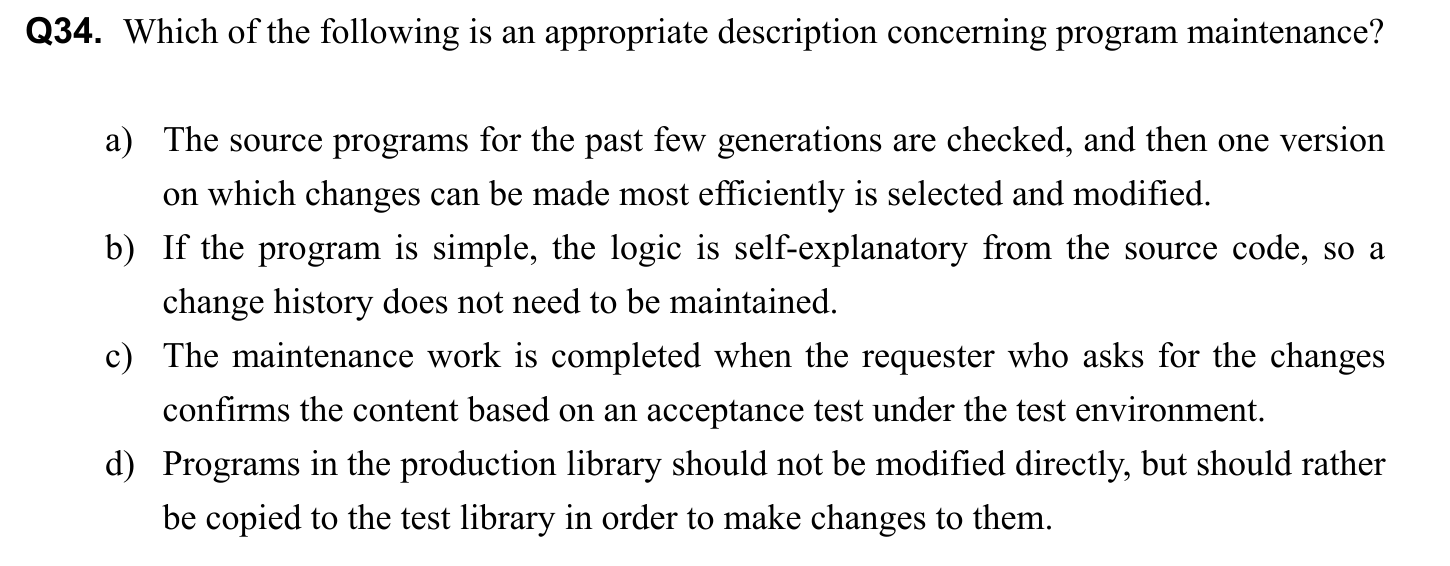 Q34. Which of the following is an appropriate description concerning program maintenance?
a) The source programs for the past few generations are checked, and then one version
on which changes can be made most efficiently is selected and modified.
b) If the program is simple, the logic is self-explanatory from the source code, so a
change history does not need to be maintained.
c) The maintenance work is completed when the requester who asks for the changes
confirms the content based on an acceptance test under the test environment.
d) Programs in the production library should not be modified directly, but should rather
be copied to the test library in order to make changes to them.